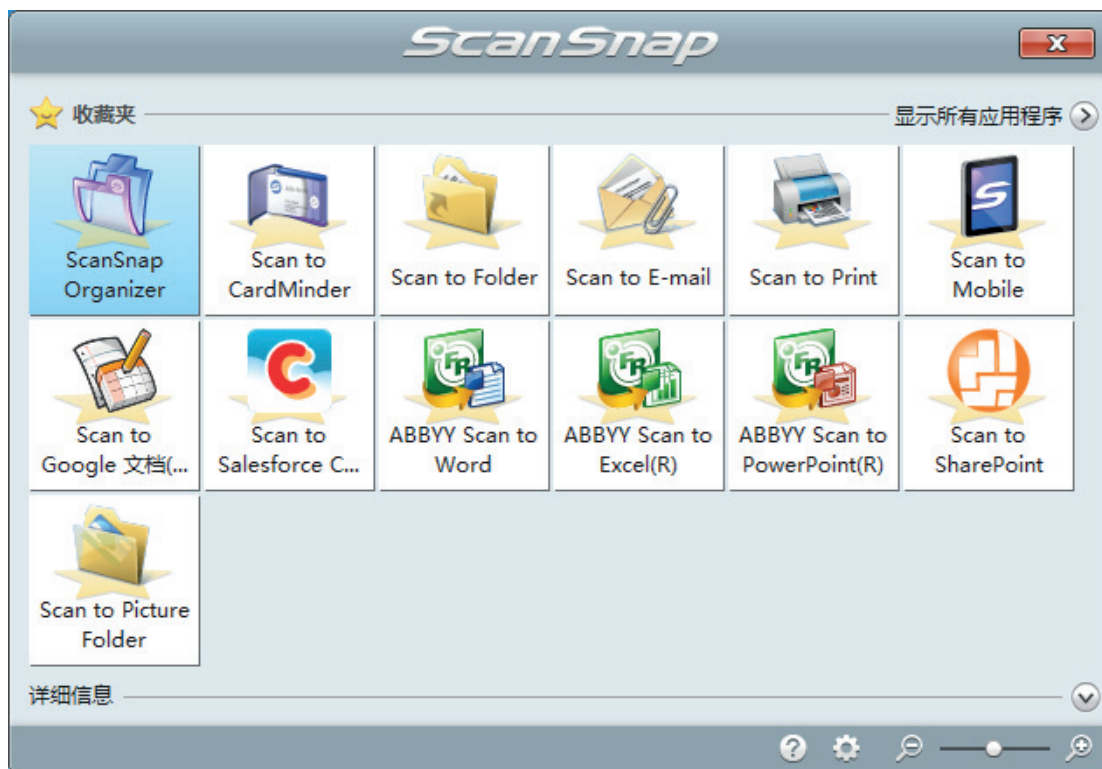 ScanSnap
收藏夹
显示所有应用程序
ScanSnap
Organizer
Scan to
CardMinder
Scan to Folder
Scan to E-mail
Scan to Print
Scan to
Mobile
Scan to
Google 文档(...
Scan to
Salesforce C...
ABBYY Scan to
Word
ABBYY Scan to
Excel(R)
ABBYY Scan to
PowerPoint(R)
Scan to
SharePoint
Scan to Picture
Folder
详细信息